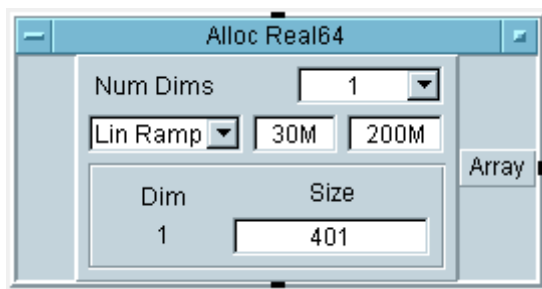 Alloc Real64
Num Dims 1
Lin Ramp 30M 200M
Array
Dim Size
1 401